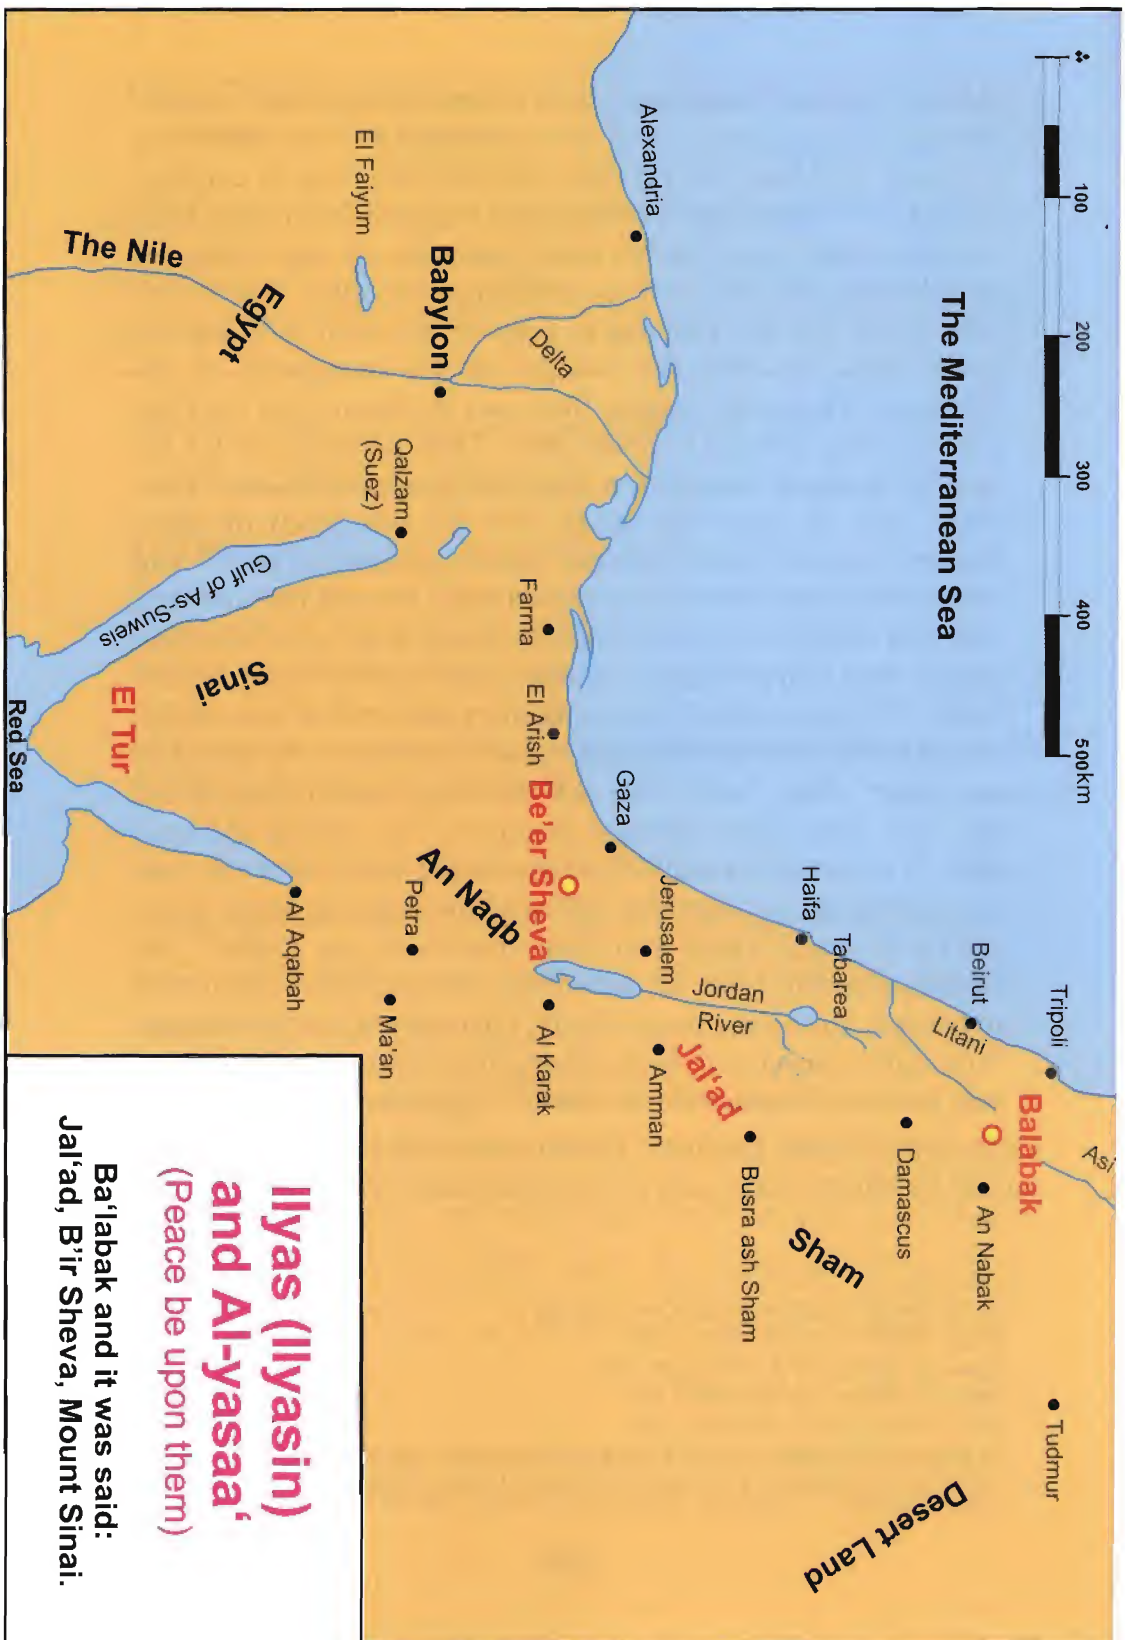 0
100
200
300
400
500km
The Mediterranean Sea
Tripoli
Balabak
Asi
Beirut
Litani
An Nabak
Tudmur
Damascus
Desert Land
Haifa
Tabarea
Sham
Busra ash Sham
Jal‘ad
Jordan
River
Jerusalem
Amman
Alexandria
Gaza
Delta
Be’er Sheva
Al Karak
El Arish
Farma
An Naqb
Babylon
Petra
Ma’an
Qalzam
(Suez)
El Faiyum
Al Aqabah
Gulf of As-Suweis
Sinai
Egypt
The Nile
El Tur
Red Sea
Ilyas (Ilyasin)
and Al-yasaa‘
(Peace be upon them)
Ba‘labak and it was said:
Jal‘ad, B’ir Sheva, Mount Sinai.